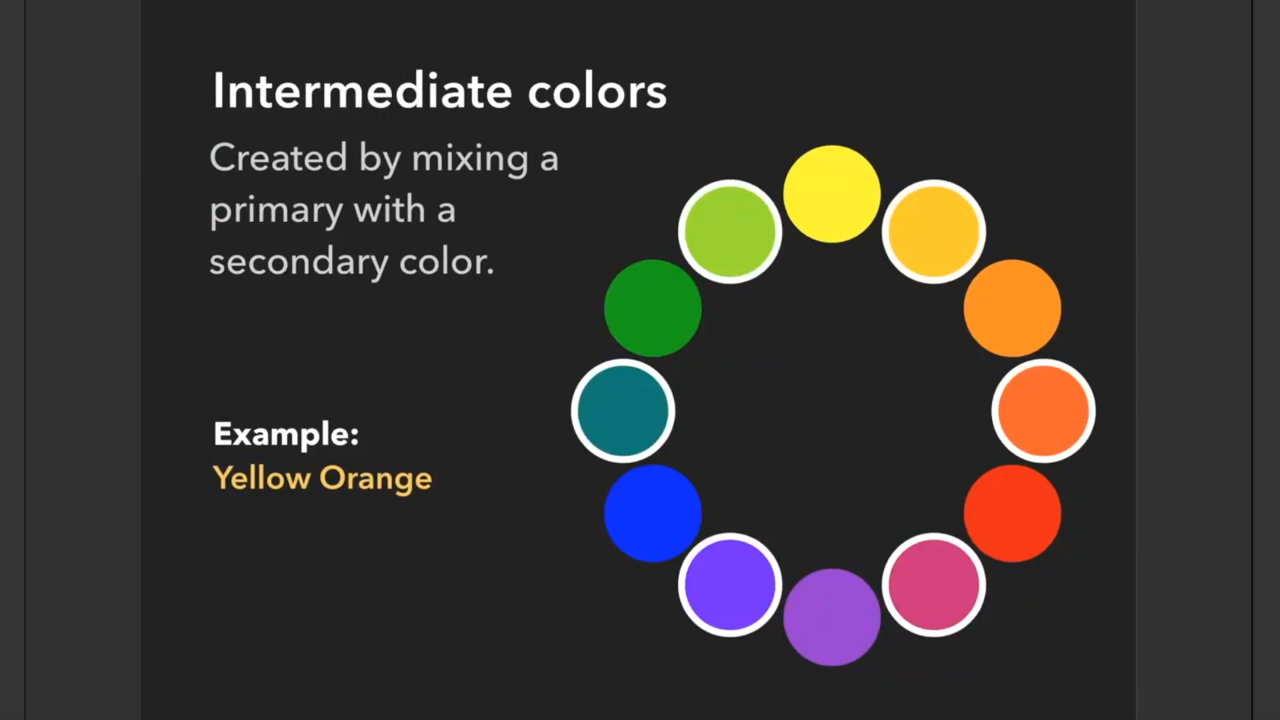 Intermediate colors
Created by mixing a
primary with a
secondary color.
Example:
Yellow Orange